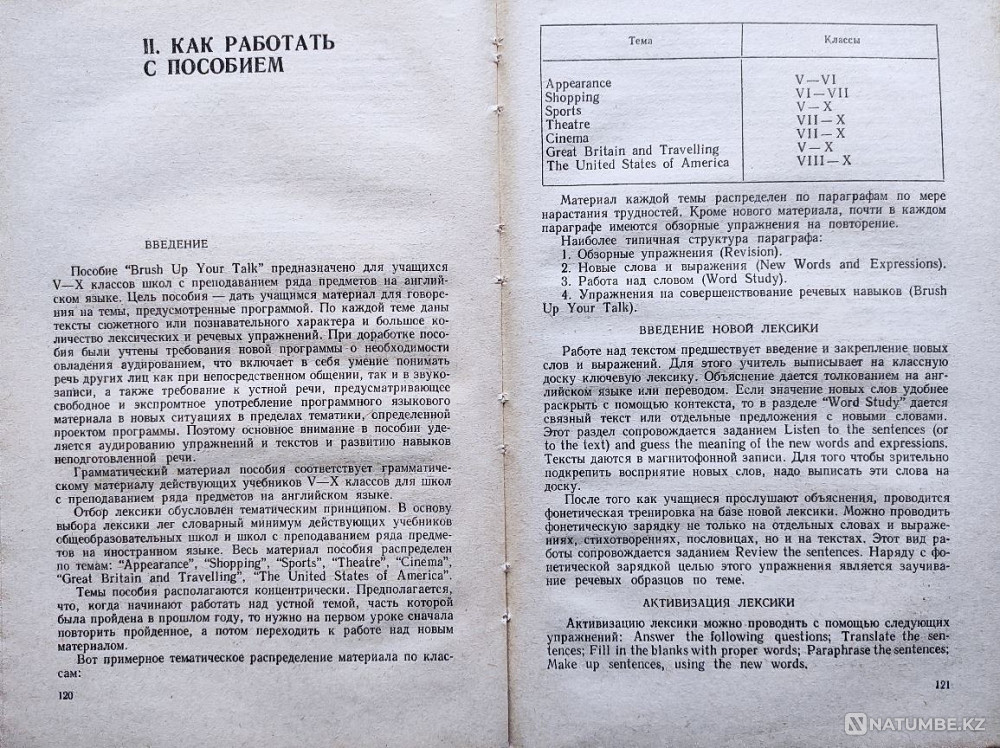 II. КАК РАБОТАТЬ
С ПОСОБИЕМ
ВВЕДЕНИЕ
Пособие “Brush Up Your Talk” предназначено для учащихся
V—X классов школ с преподаванием ряда предметов на англий-
ском языке. Цель пособия — дать учащимся материал для говоре-
ния на темы, предусмотренные программой. По каждой теме даны
тексты сюжетного или познавательного характера и большое ко-
личество лексических и речевых упражнений. При доработке посо-
бия были учтены требования новой программы о необходимости
овладения аудированием, что включает в себя умение понимать
речь других лиц как при непосредственном общении, так и в звуко-
записи, а также требование к устной речи, предусматривающее
свободное и экспромтное употребление программного языкового
материала в новых ситуациях в пределах тематики, определенной
проектом программы. Поэтому основное внимание в пособии уде-
ляется аудированию упражнений и текстов и развитию навыков
неподготовленной речи.
Грамматический материал пособия соответствует граммати-
ческому материалу действующих учебников V—X классов для школ
с преподаванием ряда предметов на английском языке.
Отбор лексики обусловлен тематическим принципом. В основу
выбора лексики лег словарный минимум действующих учебников
общеобразовательных школ и школ с преподаванием ряда предме-
тов на иностранном языке. Весь материал пособия распределен
по темам: “Appearance”, “Shopping”, “Sports”, “Theatre”, “Cinema”,
“Great Britain and Travelling”, “The United States of America”.
Темы пособия располагаются концентрически. Предполагается,
что, когда начинают работать над устной темой, часть которой
была пройдена в прошлом году, то нужно на первом уроке сначала
повторить пройденное, а потом переходить к работе над новым
материалом.
Вот примерное тематическое распределение материала по клас-
сам:
120
Тема Классы
Appearance V—VI
Shopping VI—VII
Sports V—X
Theatre VII—X
Cinema VII—X
Great Britain and Travelling V—X
The United States of America VIII—X
Материал каждой темы распределен по параграфам по мере
нарастания трудностей. Кроме нового материала, почти в каждом
параграфе имеются обзорные упражнения на повторение.
Наиболее типичная структура параграфа:
1. Обзорные упражнения (Revision).
2. Новые слова и выражения (New Words and Expressions).
3. Работа над словом (Word Study).
4. Упражнения на совершенствование речевых навыков (Brush
Up Your Talk).
ВВЕДЕНИЕ НОВОЙ ЛЕКСИКИ
Работе над текстом предшествует введение и закрепление новых
слов и выражений. Для этого учитель выписывает на классную
доску ключевую лексику. Объяснение дается толкованием на анг-
лийском языке или переводом. Если значение новых слов удобнее
раскрыть с помощью контекста, то в разделе “Word Study” дается
связный текст или отдельные предложения с новыми словами.
Этот раздел сопровождается заданием Listen to the sentences (or
to the text) and guess the meaning of the new words and expressions.
Тексты даются в магнитофонной записи. Для того чтобы зрительно
подкрепить восприятие новых слов, надо выписать эти слова на
доску.
После того как учащиеся прослушают объяснения, проводится
фонетическая тренировка на базе новой лексики. Можно проводить
фонетическую зарядку не только на отдельных словах и выраже-
ниях, стихотворениях, пословицах, но и на текстах. Этот вид ра-
боты сопровождается заданием Review the sentences. Наряду с фо-
нетической зарядкой целью этого упражнения является заучива-
ние речевых образцов по теме.
АКТИВИЗАЦИЯ ЛЕКСИКИ
Активизацию лексики можно проводить с помощью следующих
упражнений: Answer the following questions; Translate the sen-
tences; Fill in the blanks with proper words; Paraphrase the sentences;
Make up sentences, using the new words.
121
NATUMBE.KZ